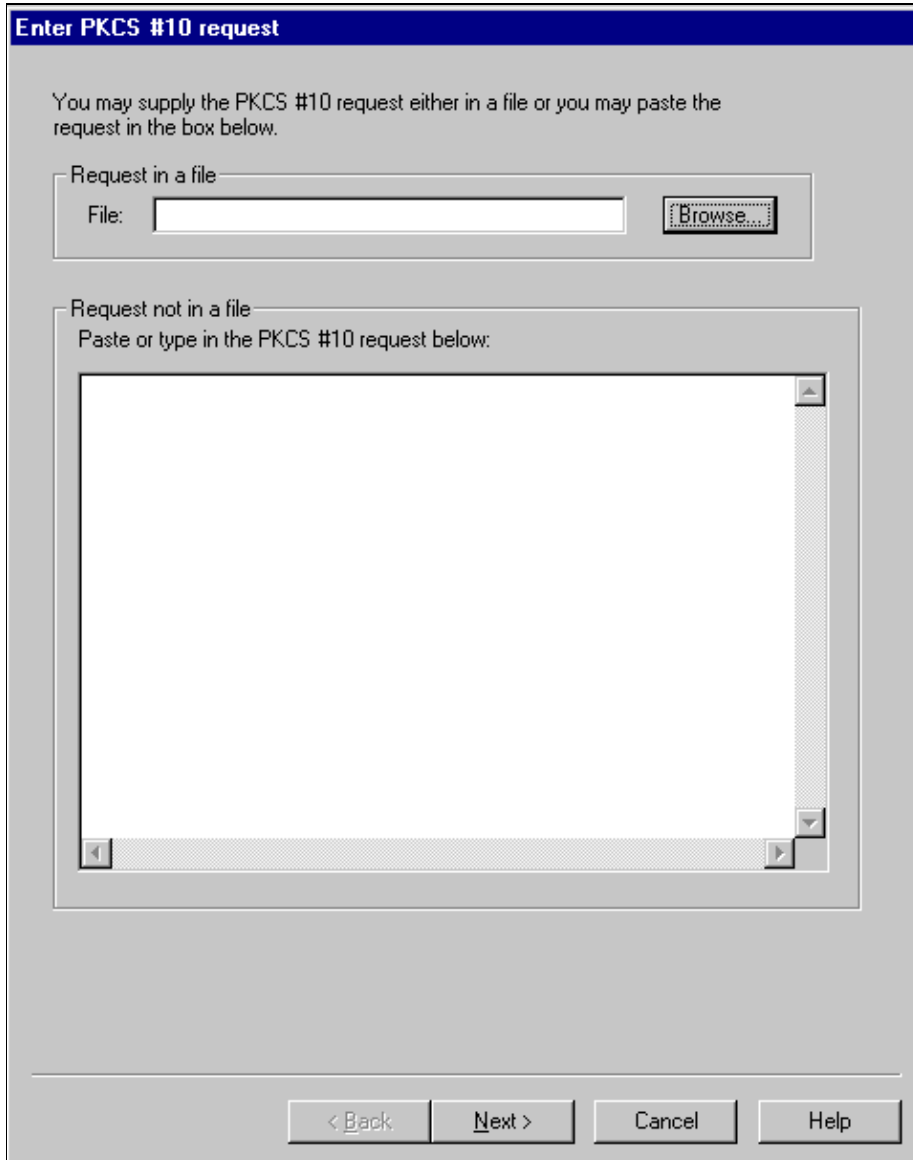 Enter PKCS #10 request
You may supply the PKCS #10 request either in a file or you may paste the
request in the box below.
Request in a file
File:
Browse...
Request not in a file
Paste or type in the PKCS #10 request below:
< Back
Next >
Cancel
Help